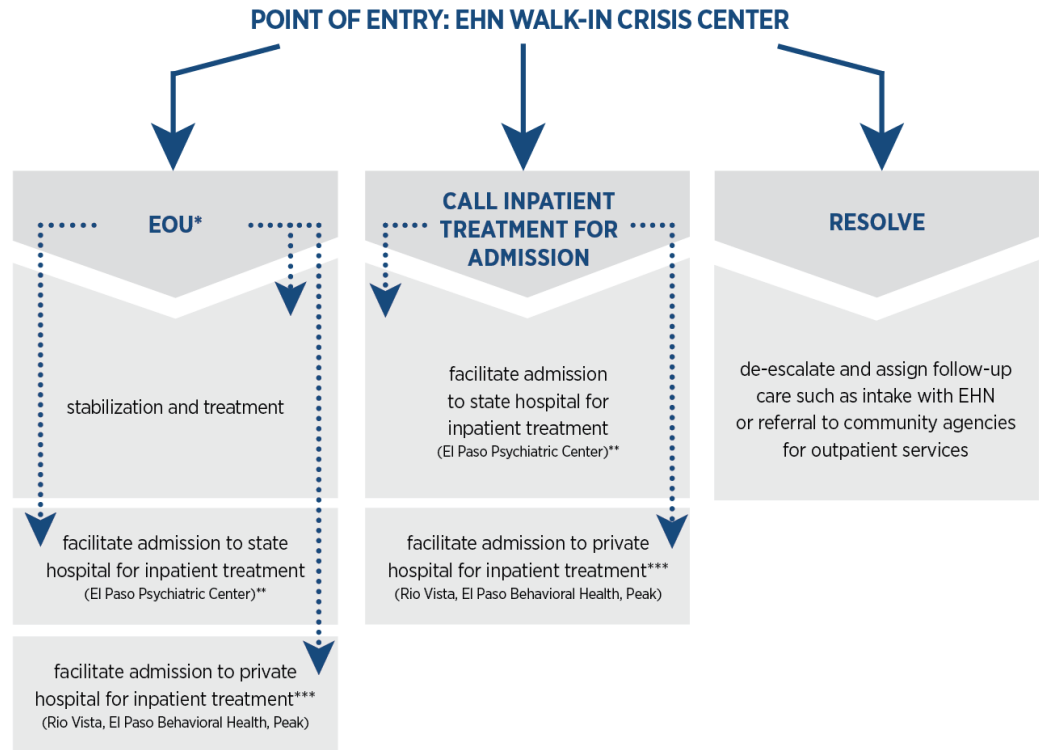 POINT OF ENTRY: EHN WALK-IN CRISIS CENTER
EOU*
stabilization and treatment
facilitate admission to state
hospital for inpatient treatment
(El Paso Psychiatric Center)**
facilitate admission to private
hospital for inpatient treatment***
(Rio Vista, El Paso Behavioral Health, Peak)
CALL INPATIENT
TREATMENT FOR
ADMISSION
facilitate admission
to state hospital for
inpatient treatment
(El Paso Psychiatric Center)**
facilitate admission to private
hospital for inpatient treatment***
(Rio Vista, El Paso Behavioral Health, Peak)
RESOLVE
de-escalate and assign follow-up
care such as intake with EHN
or referral to community agencies
for outpatient services